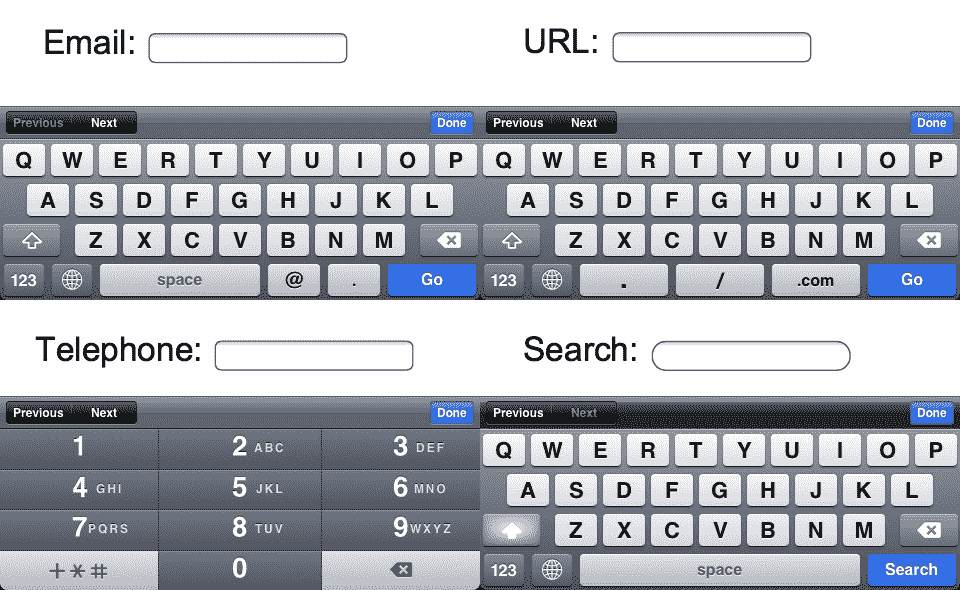 Email:
Previous Next Done
Q W E R T Y U I O P
A S D F G H J K L
Z X C V B N M
123 space @ . Go
URL:
Previous Next Done
Q W E R T Y U I O P
A S D F G H J K L
Z X C V B N M
123 . / .com Go
Telephone:
Previous Next Done
1 2 ABC 3 DEF
4 GHI 5 JKL 6 MNO
7 PQRS 8 TUV 9 WXYZ
+*# 0
Search:
Previous Next Done
Q W E R T Y U I O P
A S D F G H J K L
Z X C V B N M
123 space Search